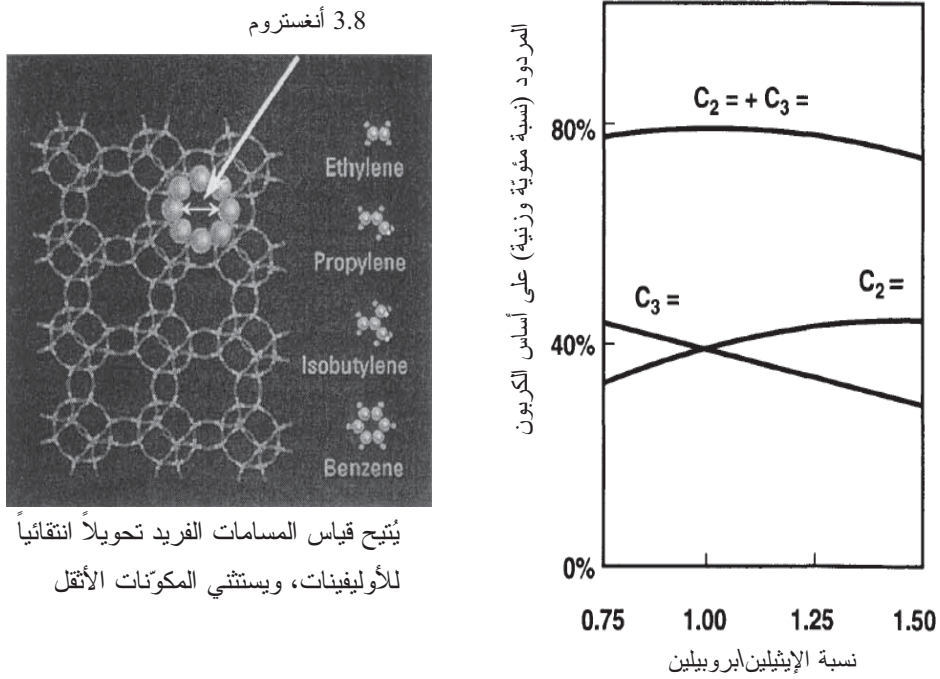 3.8 أنغستروم
Ethylene
Propylene
Isobutylene
Benzene
يُتيح قياس المسامات الفريد تحويلاً انتقائياً
للأوليفينات، ويستثني المكوّنات الأثقل
المردود (نسبة مئويّة وزنية) على أساس الكربون
C₂= + C₃=
80%
C₃=
C₂=
40%
0%
0.75 1.00 1.25 1.50
نسبة الإيثيلين\بروبيلين